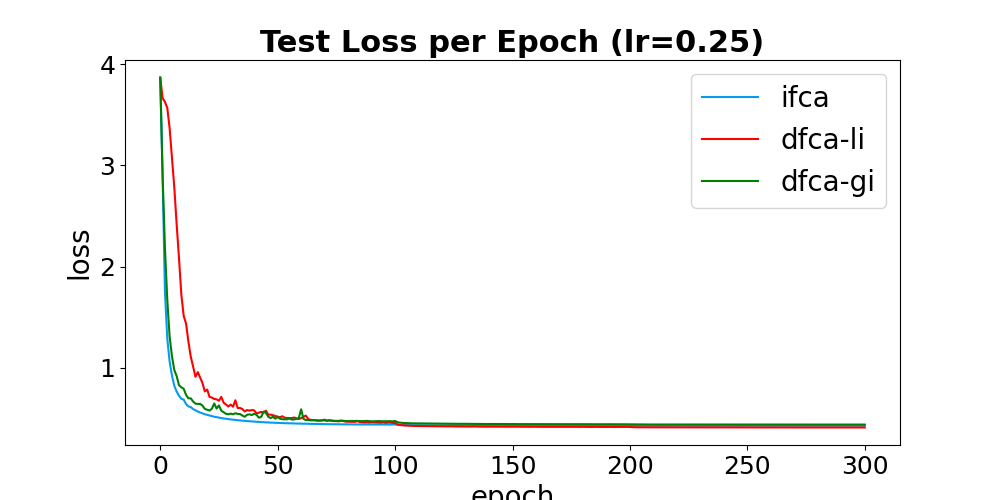 Test Loss per Epoch (lr=0.25)
4
3
2
1
loss
ifca
dfca-li
dfca-gi
0 50 100 150 200 250 300
epoch